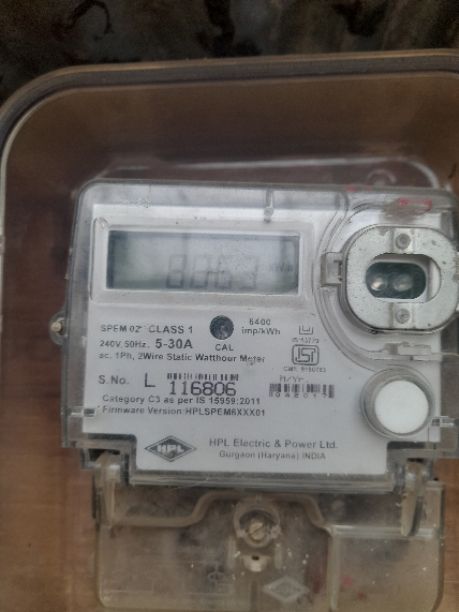 kWh
SPEM 02 CLASS 1
6400
imp/kWh
240V, 50Hz, 5-30A
CAL
ac. 1Ph, 2Wire Static Watthour Meter
S.No. L 116806
M/Yr.
Category C3 as per IS 15959:2011
Firmware Version:HPLSPEM6XXX01
HPL
HPL Electric & Power Ltd.
Gurgaon (Haryana) INDIA
HPL